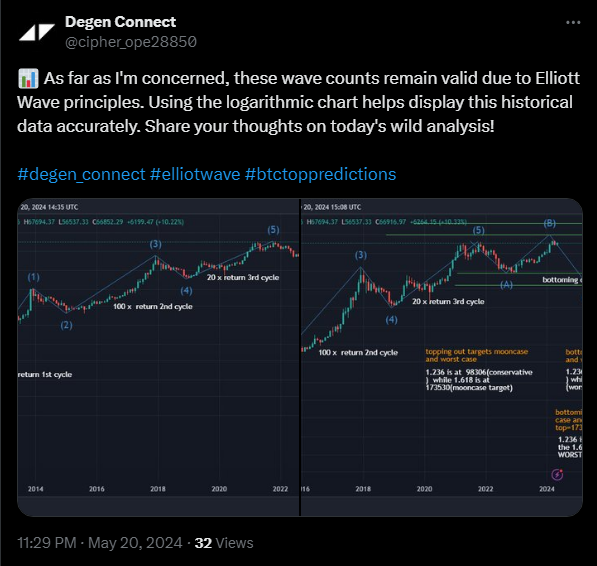 Degen Connect
@cipher_ope28850
As far as I'm concerned, these wave counts remain valid due to Elliott
Wave principles. Using the logarithmic chart helps display this historical
data accurately. Share your thoughts on today's wild analysis!
#degen_connect #elliotwave #btctoppredictions
20, 2024 14:35 UTC
H67694.37 L56537.33 C66852.29 +6199.47 (+10.22%)
(1)
(2)
(3)
(4)
(5)
20 x return 3rd cycle
100 x return 2nd cycle
return 1st cycle
2014 2016 2018 2020 2022
20, 2024 15:08 UTC
H67694.37 L56537.33 C66916.97 +6264.15 (+10.33%)
(3)
(4)
(5)
(A)
(B)
bottoming
20 x return 3rd cycle
100 x return 2nd cycle
topping out targets mooncase
and worst case
1.236 is at 98306(conservative
) while 1.618 is at
173530(mooncase target)
bott
and
1.23
) whi
(wor
bottomi
case an
top=173
1.236 i
the 1.6
WORST
16 2018 2020 2022 2024
11:29 PM · May 20, 2024 · 32 Views